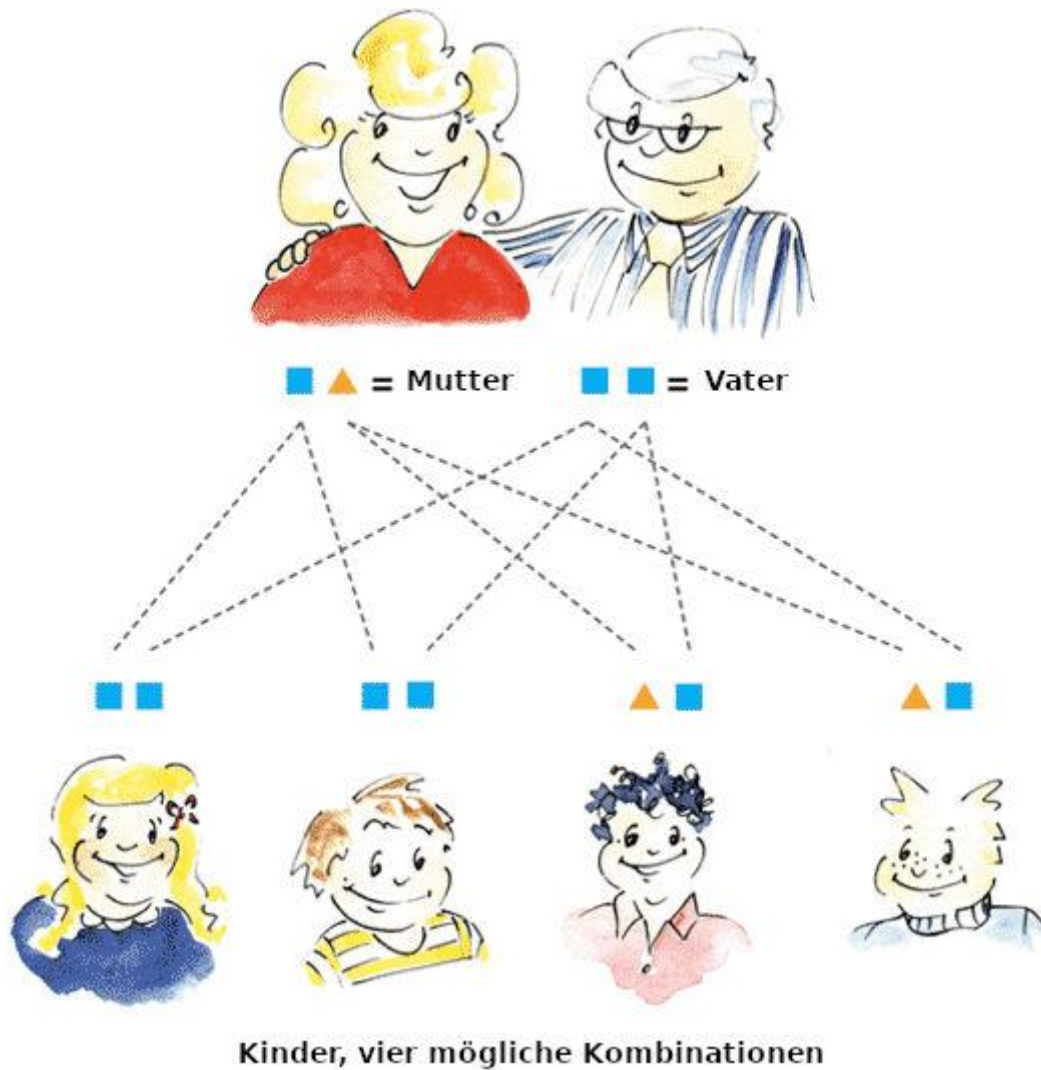 = Mutter = Vater
Kinder, vier mögliche Kombinationen